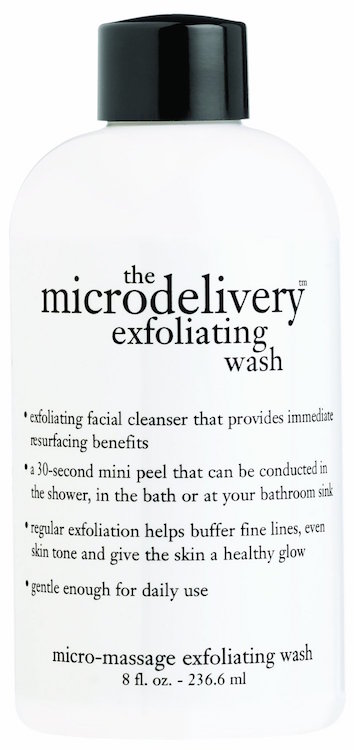 the
microdelivery™
exfoliating
wash
• exfoliating facial cleanser that provides immediate
resurfacing benefits
• a 30-second mini peel that can be conducted in
the shower, in the bath or at your bathroom sink
• regular exfoliation helps buffer fine lines, even
skin tone and give the skin a healthy glow
• gentle enough for daily use
micro-massage exfoliating wash
8 fl. oz. - 236.6 ml